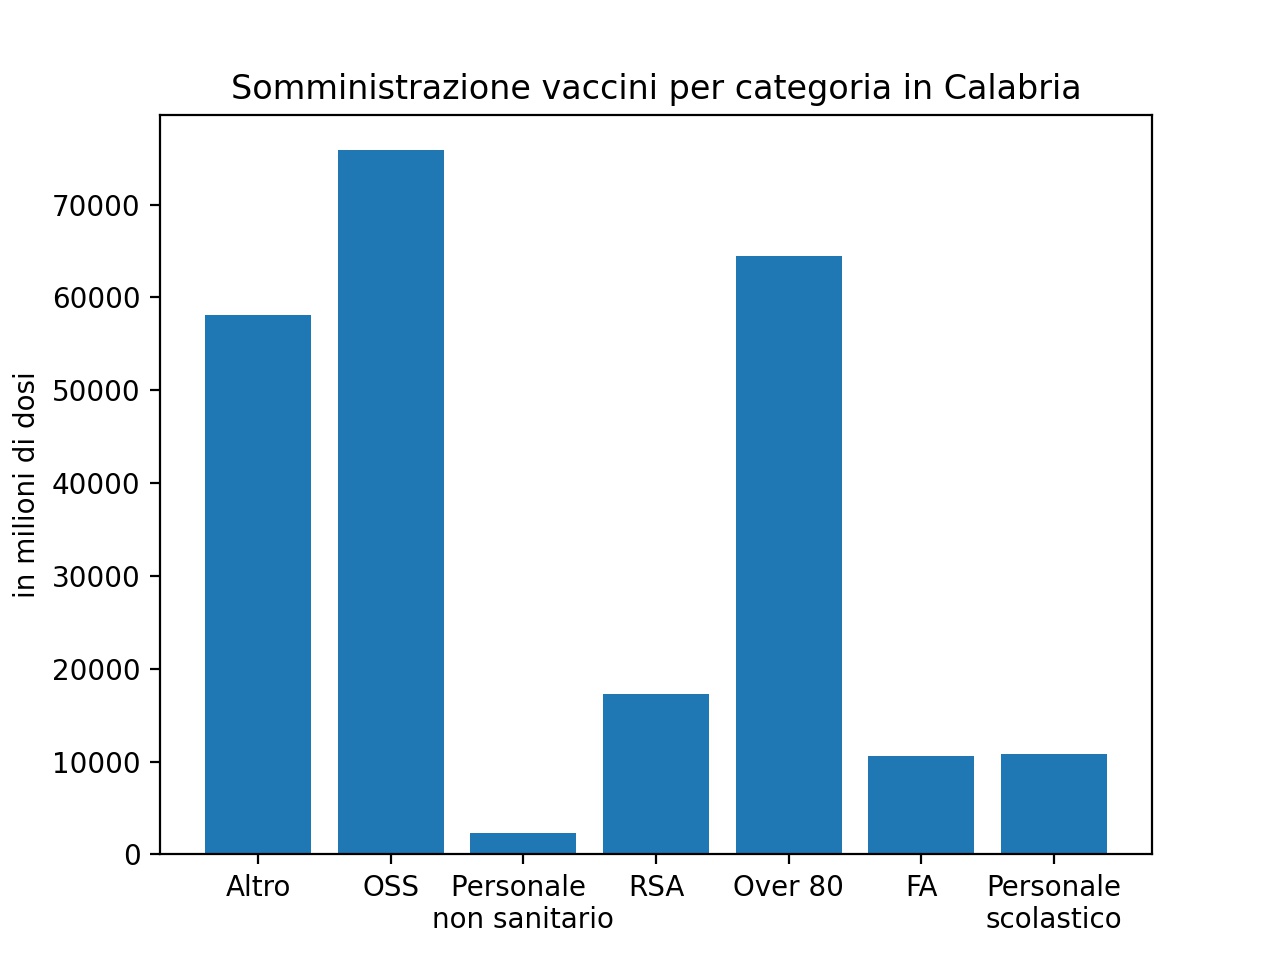 Somministrazione vaccini per categoria in Calabria
in milioni di dosi
70000
60000
50000
40000
30000
20000
10000
0
Altro
OSS
Personale
non sanitario
RSA
Over 80
FA
Personale
scolastico